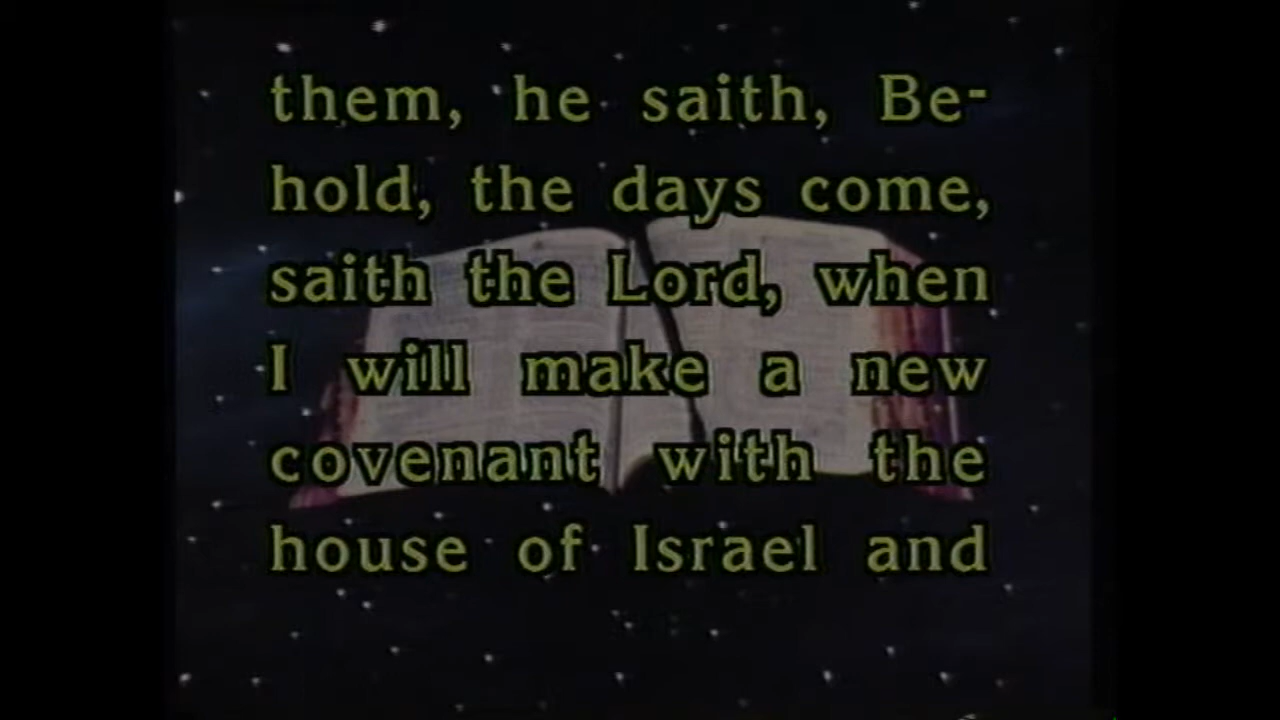 them, he saith, Be-
hold, the days come,
saith the Lord, when
I will make a new
covenant with the
house of Israel and